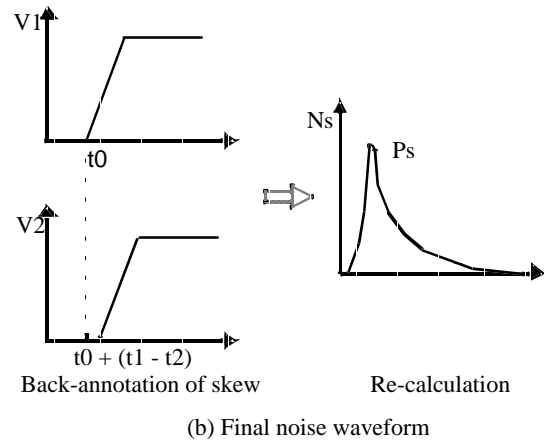 V1
t0
Ns
Ps
V2
t0 + (t1 - t2)
Back-annotation of skew
Re-calculation
(b) Final noise waveform